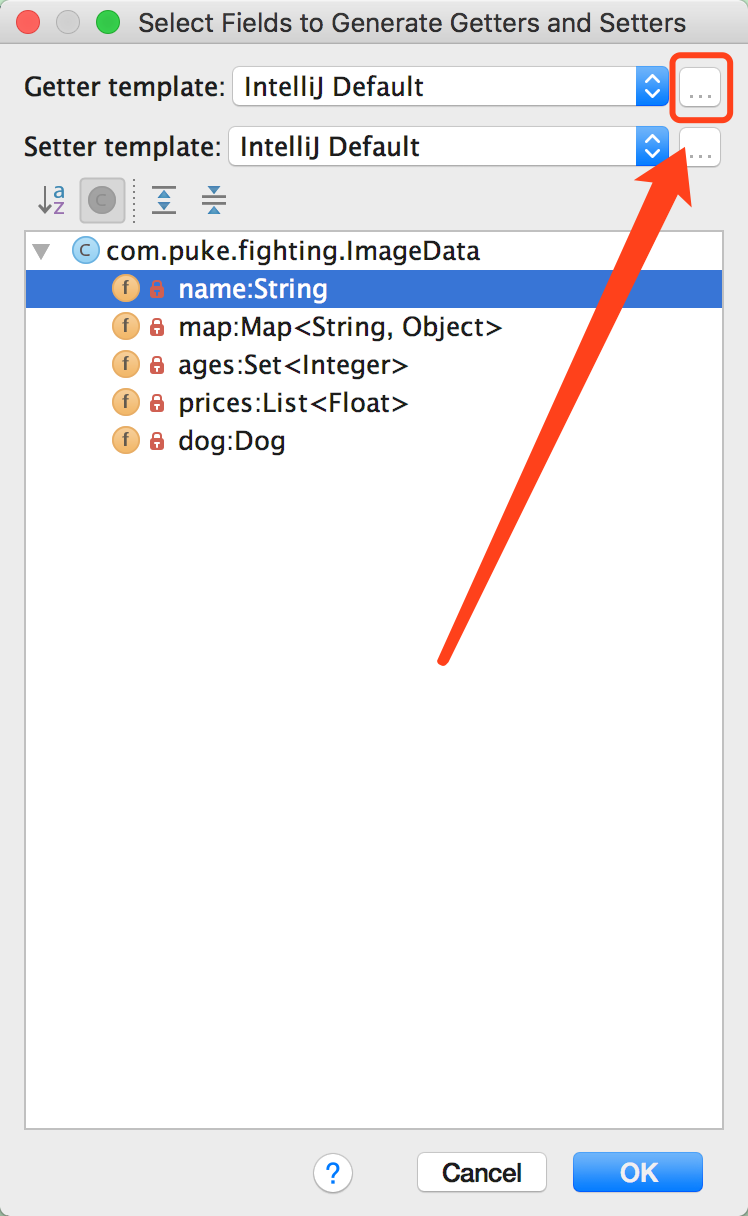 Select Fields to Generate Getters and Setters
Getter template: IntelliJ Default ...
Setter template: IntelliJ Default ...
a
z C
C com.puke.fighting.ImageData
f name:String
f map:Map<String, Object>
f ages:Set<Integer>
f prices:List<Float>
f dog:Dog
? Cancel OK